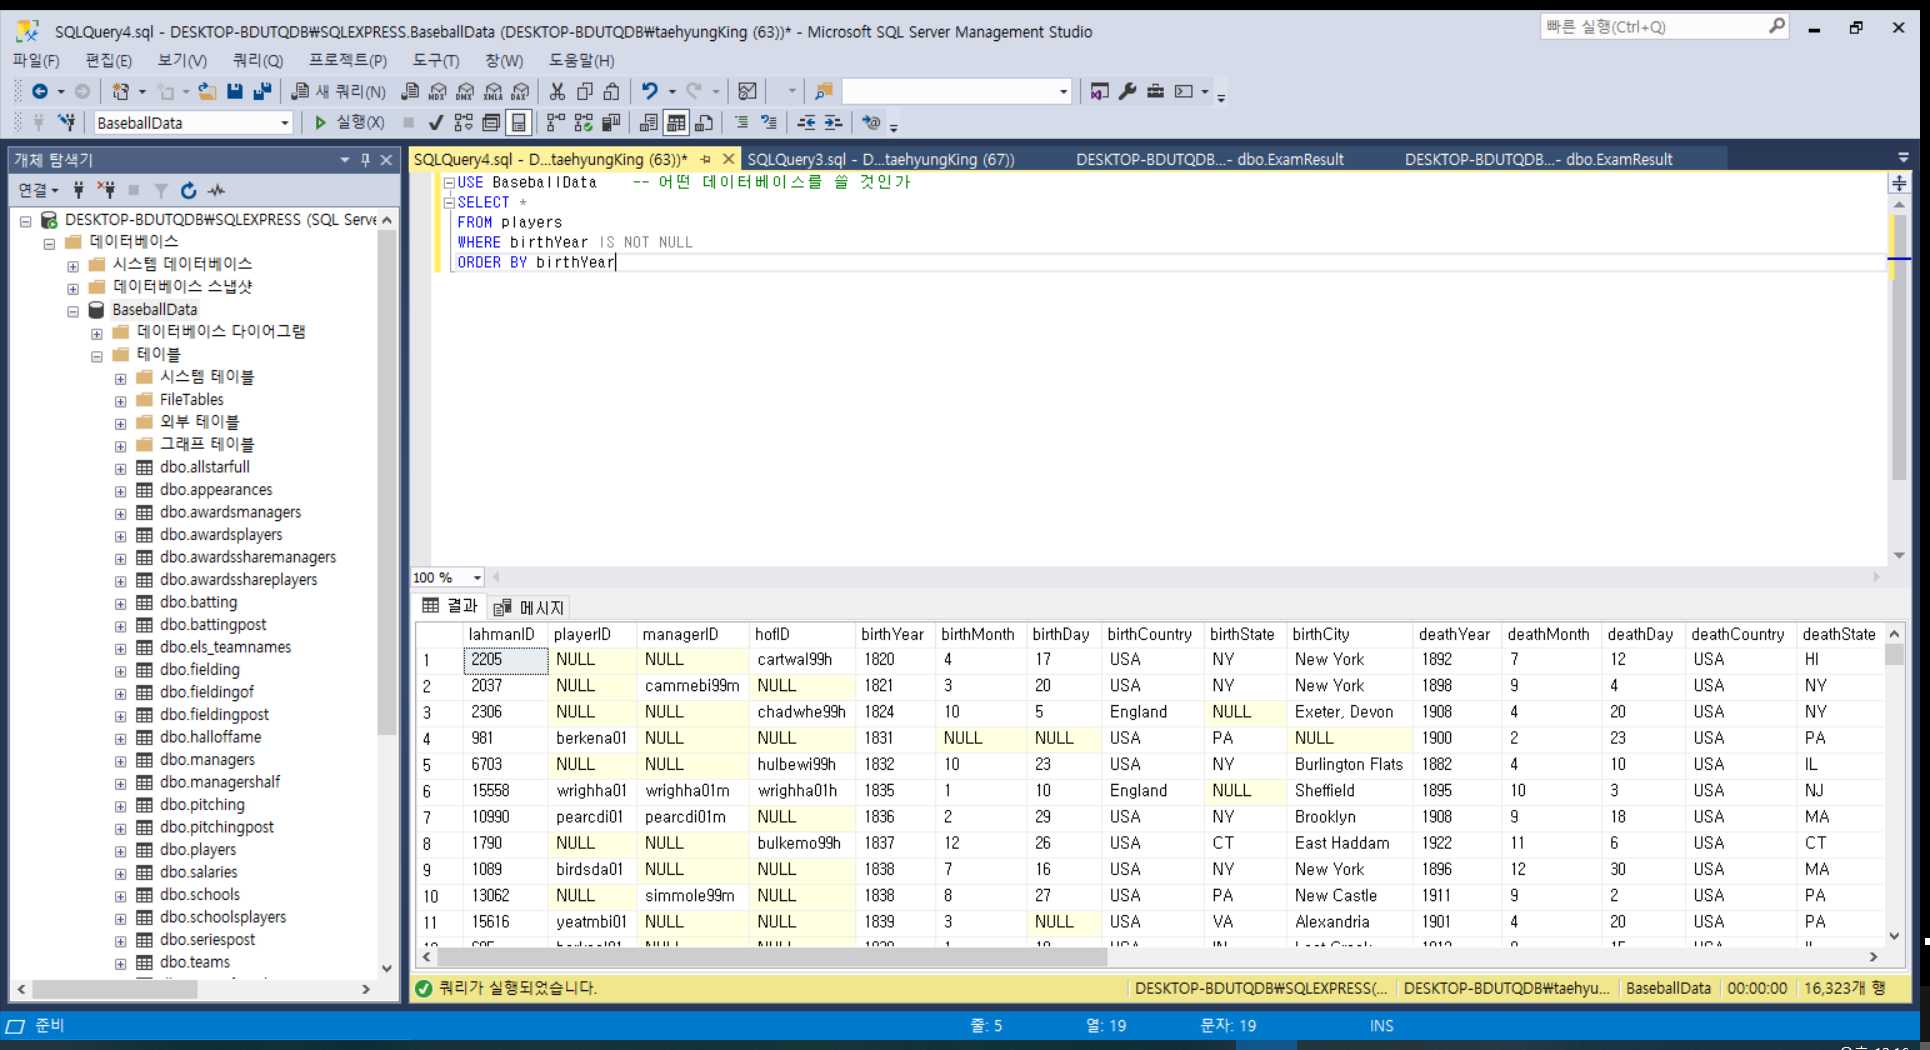 SQLQuery4.sql - DESKTOP-BDUTQDB₩SQLEXPRESS.BaseballData (DESKTOP-BDUTQDB₩taehyungKing (63))* - Microsoft SQL Server Management Studio
빠른 실행(Ctrl+Q)
파일(F) 편집(E) 보기(V) 쿼리(Q) 프로젝트(P) 도구(T) 창(W) 도움말(H)
새 쿼리(N) MDX DMX XMLA DAX
BaseballData 실행(X)
개체 탐색기
SQLQuery4.sql - D...taehyungKing (63))* SQLQuery3.sql - D...taehyungKing (67)) DESKTOP-BDUTQDB...- dbo.ExamResult DESKTOP-BDUTQDB...- dbo.ExamResult
연결
DESKTOP-BDUTQDB₩SQLEXPRESS (SQL Serve
데이터베이스
시스템 데이터베이스
데이터베이스 스냅샷
BaseballData
데이터베이스 다이어그램
테이블
시스템 테이블
FileTables
외부 테이블
그래프 테이블
dbo.allstarfull
dbo.appearances
dbo.awardsmanagers
dbo.awardsplayers
dbo.awardssharemanagers
dbo.awardsshareplayers
dbo.batting
dbo.battingpost
dbo.els_teamnames
dbo.fielding
dbo.fieldingof
dbo.fieldingpost
dbo.halloffame
dbo.managers
dbo.managershalf
dbo.pitching
dbo.pitchingpost
dbo.players
dbo.salaries
dbo.schools
dbo.schoolsplayers
dbo.seriespost
dbo.teams
USE BaseballData -- 어떤 데이터베이스를 쓸 것인가
SELECT *
FROM players
WHERE birthYear IS NOT NULL
ORDER BY birthYear
100 %
결과 메시지
lahmanID playerID managerID hofID birthYear birthMonth birthDay birthCountry birthState birthCity deathYear deathMonth deathDay deathCountry deathState
1 2205 NULL NULL cartwal99h 1820 4 17 USA NY New York 1892 7 12 USA HI
2 2037 NULL cammebi99m NULL 1821 3 20 USA NY New York 1898 9 4 USA NY
3 2306 NULL NULL chadwhe99h 1824 10 5 England NULL Exeter, Devon 1908 4 20 USA NY
4 981 berkena01 NULL NULL 1831 NULL NULL USA PA NULL 1900 2 23 USA PA
5 6703 NULL NULL hulbewi99h 1832 10 23 USA NY Burlington Flats 1882 4 10 USA IL
6 15558 wrighha01 wrighha01m wrighha01h 1835 1 10 England NULL Sheffield 1895 10 3 USA NJ
7 10990 pearcdi01 pearcdi01m NULL 1836 2 29 USA NY Brooklyn 1908 9 18 USA MA
8 1790 NULL NULL bulkemo99h 1837 12 26 USA CT East Haddam 1922 11 6 USA CT
9 1089 birdsda01 NULL NULL 1838 7 16 USA NY New York 1896 12 30 USA MA
10 13062 NULL simmole99m NULL 1838 8 27 USA PA New Castle 1911 9 2 USA PA
11 15616 yeatmbi01 NULL NULL 1839 3 NULL USA VA Alexandria 1901 4 20 USA PA
쿼리가 실행되었습니다. DESKTOP-BDUTQDB₩SQLEXPRESS(... DESKTOP-BDUTQDB₩taehyu... BaseballData 00:00:00 16,323개 행
준비 줄: 5 열: 19 문자: 19 INS